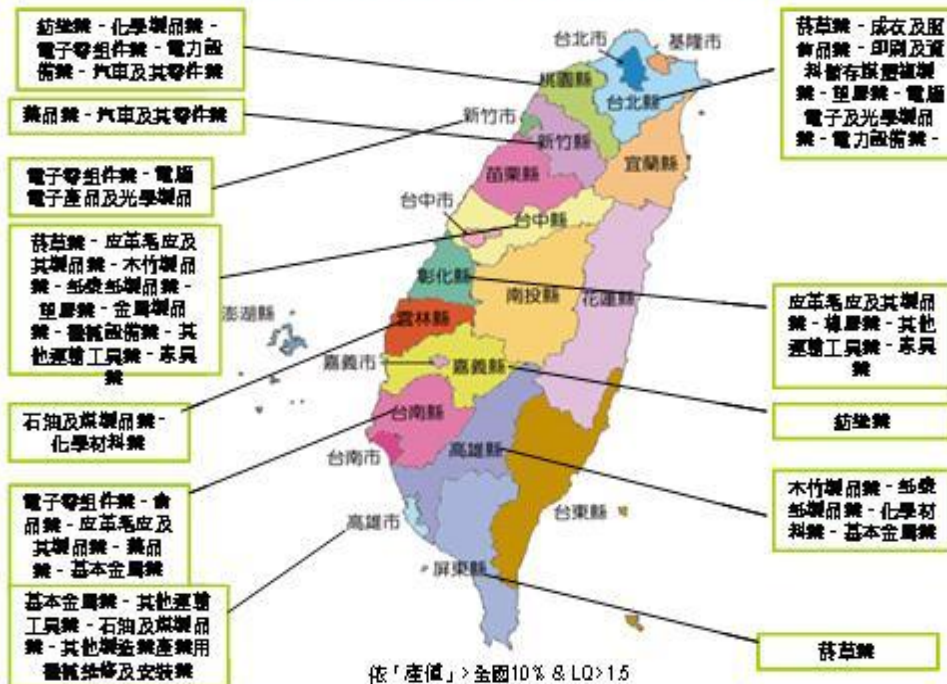 紡織業、化學製品業、
電子零組件業、電力設
備業、汽車及其零件業
藥品業、汽車及其零件業
電子零組件業、電腦
電子產品及光學製品
菸草業、皮革毛皮及
其製品業、木竹製品
業、紙漿紙製品業、
塑膠業、金屬製品
業、機械設備業、其
他運輸工具業、家具
業
石油及煤製品業、
化學材料業
電子零組件業、食
品業、皮革毛皮及
其製品業、藥品
業、基本金屬業
基本金屬業、其他運輸
工具業、石油及煤製品
業、其他製造業產業用
機械維修及安裝業
台北市
基隆市
桃園縣
台北縣
新竹市
新竹縣
宜蘭縣
苗栗縣
台中市
台中縣
彰化縣
南投縣
花蓮縣
澎湖縣
雲林縣
嘉義市
嘉義縣
台南縣
台南市
高雄縣
高雄市
台東縣
屏東縣
菸草業、成衣及服
飾品業、印刷及資
料儲存媒體複製
業、塑膠業、電腦
電子及光學製品
業、電力設備業、
皮革毛皮及其製品
業、橡膠業、其他
運輸工具業、家具
業
紡織業
木竹製品業、紙漿
紙製品業、化學材
料業、基本金屬業
菸草業
依「產值」>全國10% & LQ>1.5